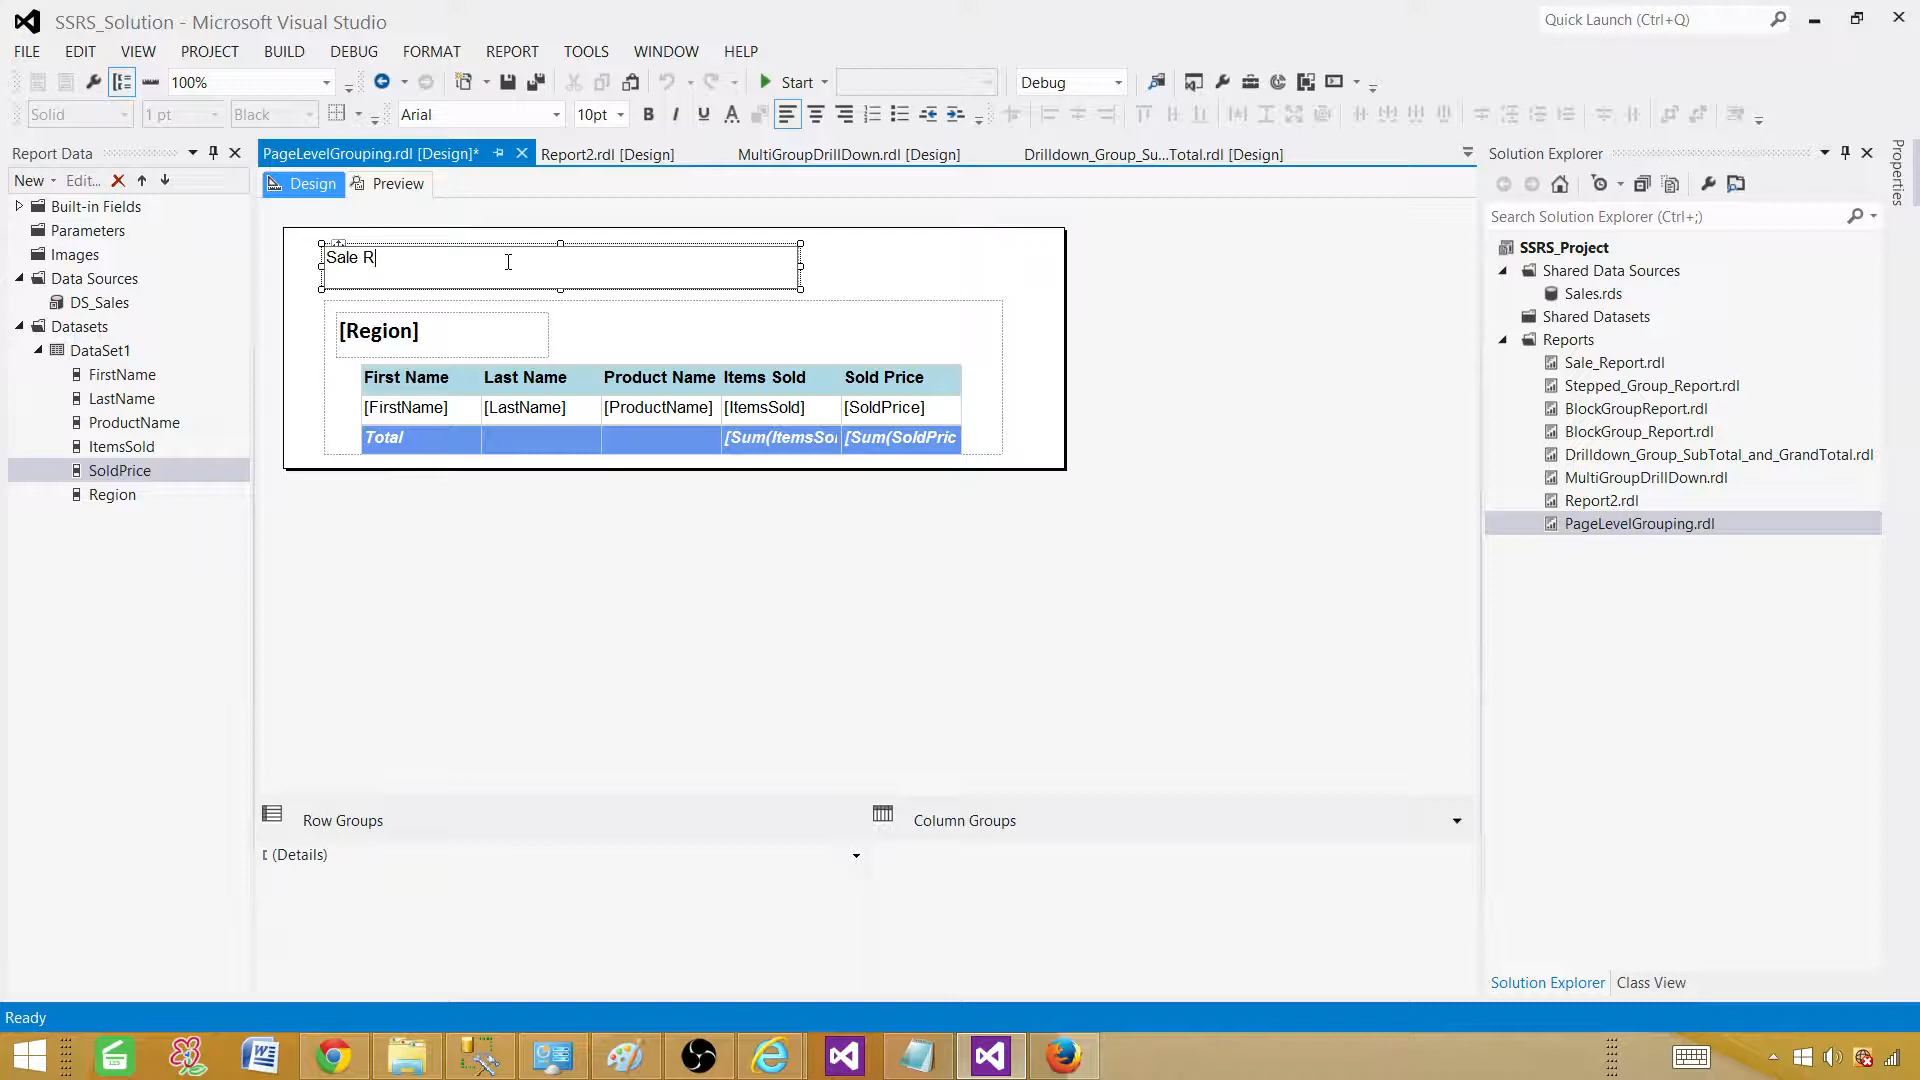 SSRS_Solution - Microsoft Visual Studio
Quick Launch (Ctrl+Q)
FILE EDIT VIEW PROJECT BUILD DEBUG FORMAT REPORT TOOLS WINDOW HELP
100% Start Debug
Solid 1 pt Black Arial 10pt B I U A
Report Data
PageLevelGrouping.rdl [Design]* Report2.rdl [Design] MultiGroupDrillDown.rdl [Design] Drilldown_Group_Su...Total.rdl [Design]
Solution Explorer
Properties
New Edit...
Design Preview
Search Solution Explorer (Ctrl+;)
Built-in Fields
Parameters
Images
Data Sources
DS_Sales
Datasets
DataSet1
FirstName
LastName
ProductName
ItemsSold
SoldPrice
Region
Sale R
[Region]
First Name Last Name Product Name Items Sold Sold Price
[FirstName] [LastName] [ProductName] [ItemsSold] [SoldPrice]
Total [Sum(ItemsSol [Sum(SoldPric
SSRS_Project
Shared Data Sources
Sales.rds
Shared Datasets
Reports
Sale_Report.rdl
Stepped_Group_Report.rdl
BlockGroupReport.rdl
BlockGroup_Report.rdl
Drilldown_Group_SubTotal_and_GrandTotal.rdl
MultiGroupDrillDown.rdl
Report2.rdl
PageLevelGrouping.rdl
Row Groups Column Groups
(Details)
Solution Explorer Class View
Ready